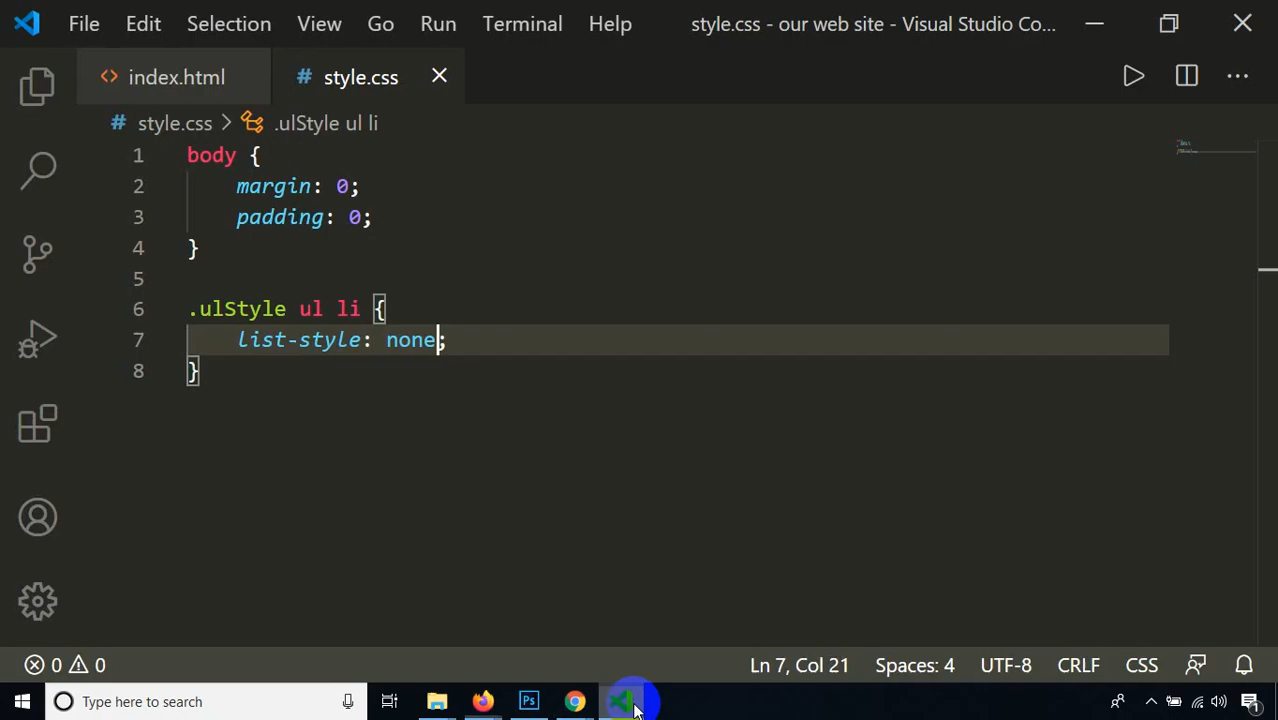 File Edit Selection View Go Run Terminal Help style.css - our web site - Visual Studio Co...
index.html # style.css
# style.css > .ulStyle ul li
1 body {
2 margin: 0;
3 padding: 0;
4 }
5
6 .ulStyle ul li {
7 list-style: none;
8 }
0 0 Ln 7, Col 21 Spaces: 4 UTF-8 CRLF CSS
Type here to search Ps 1